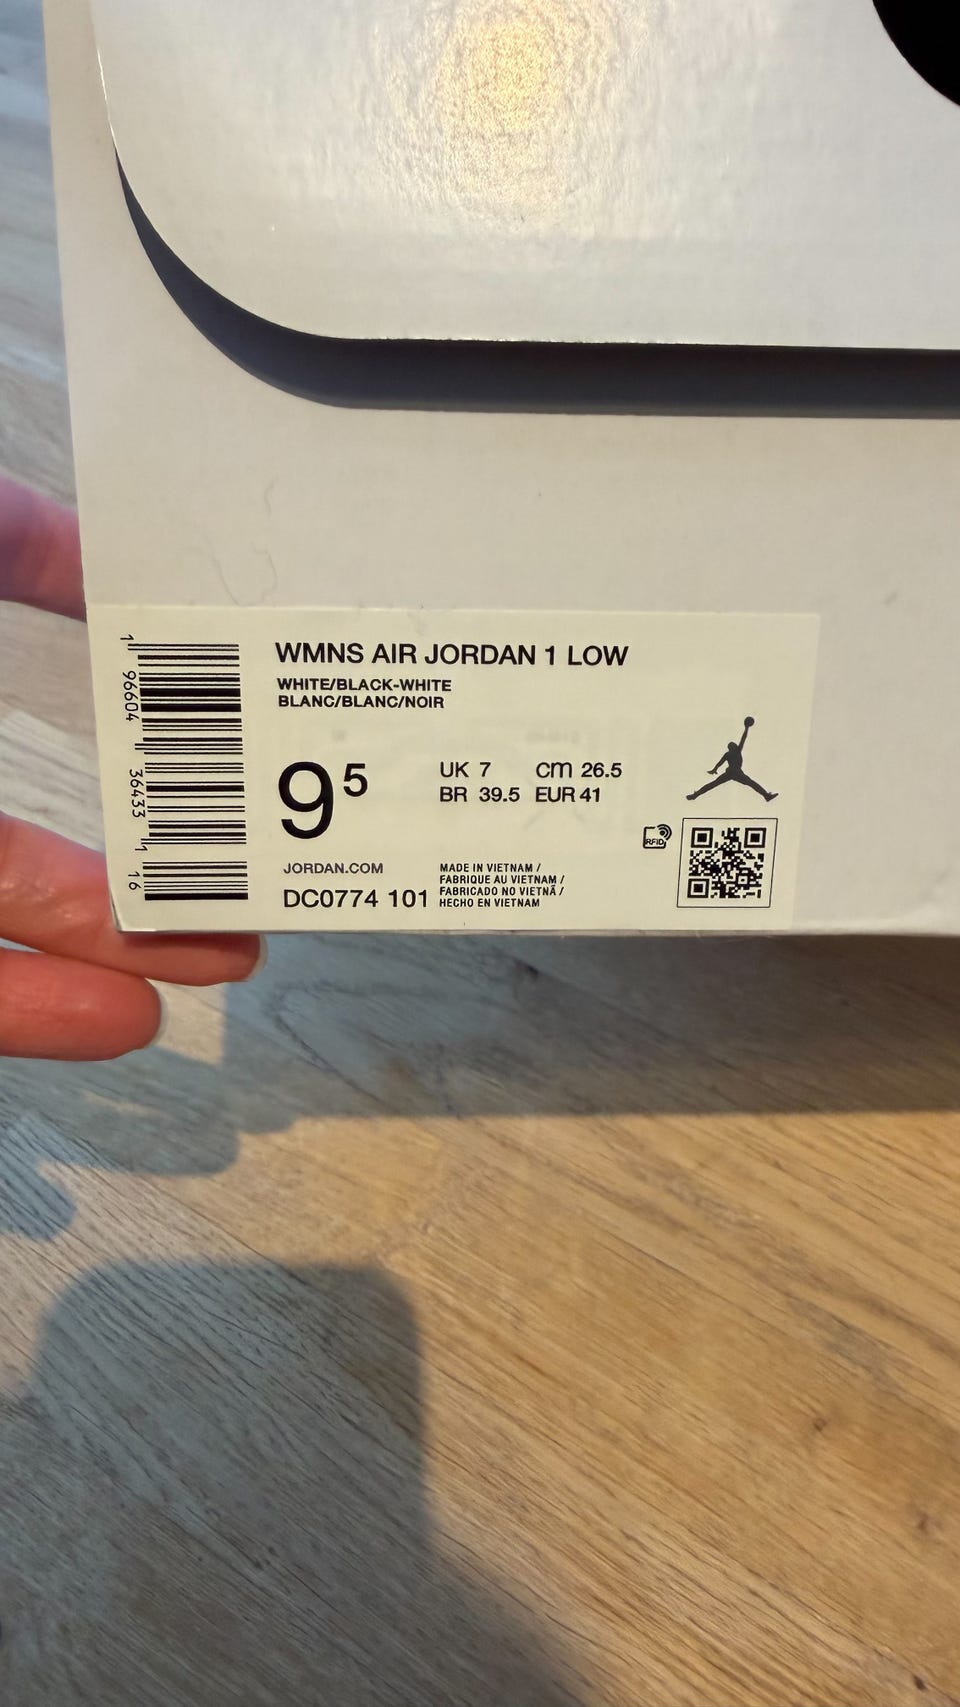 WMNS AIR JORDAN 1 LOW
WHITE/BLACK-WHITE
BLANC/BLANC/NOIR
9⁵
UK 7 cm 26.5
BR 39.5 EUR 41
JORDAN.COM
DC0774 101
MADE IN VIETNAM /
FABRIQUE AU VIETNAM /
FABRICADO NO VIETNÃ /
HECHO EN VIETNAM
RFID
1 96604 36433 1 16